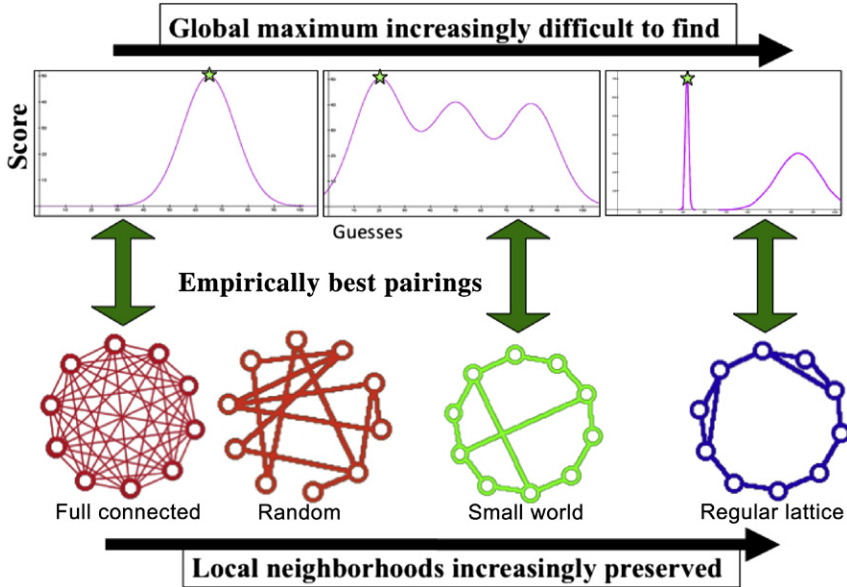 Global maximum increasingly difficult to find
Score
Guesses
Empirically best pairings
Full connected
Random
Small world
Regular lattice
Local neighborhoods increasingly preserved